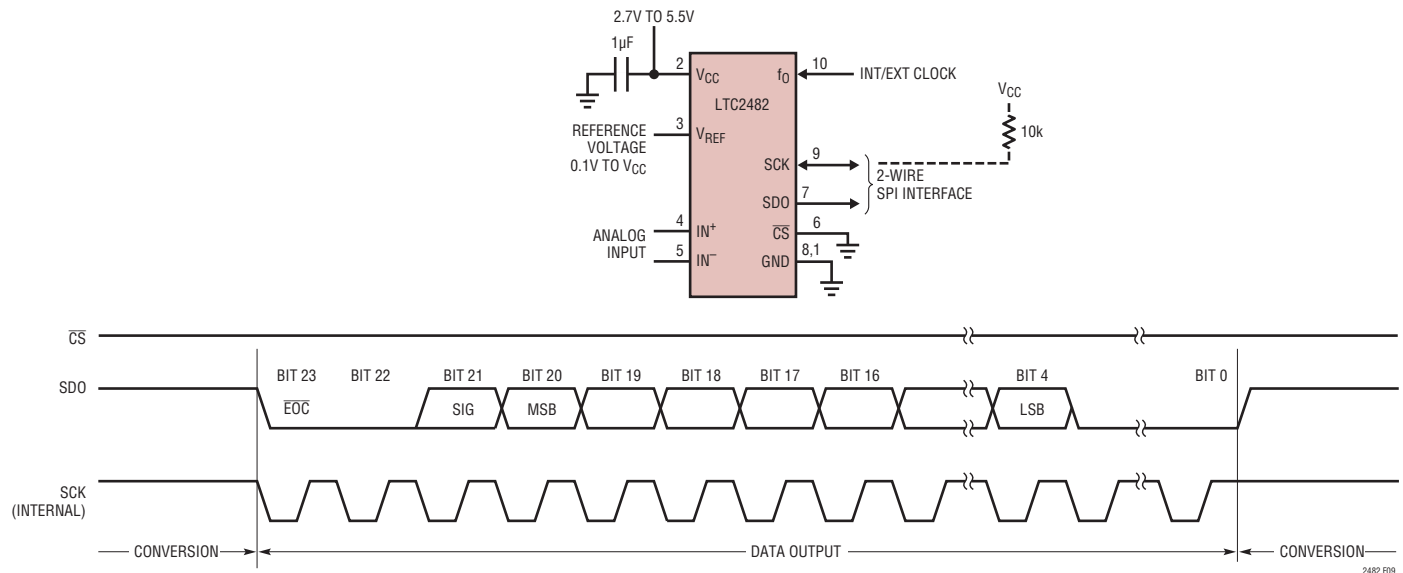 2.7V TO 5.5V
1µF
2
VCC
fO
10
INT/EXT CLOCK
LTC2482
VCC
10k
3
REFERENCE
VOLTAGE
0.1V TO VCC
VREF
SCK
9
2-WIRE
SPI INTERFACE
SDO
7
4
IN+
ANALOG
INPUT
5
IN–
CS
6
GND
8,1
CS
SDO
BIT 23
BIT 22
BIT 21
BIT 20
BIT 19
BIT 18
BIT 17
BIT 16
BIT 4
BIT 0
EOC
SIG
MSB
LSB
SCK
(INTERNAL)
CONVERSION
DATA OUTPUT
CONVERSION
2482 F09